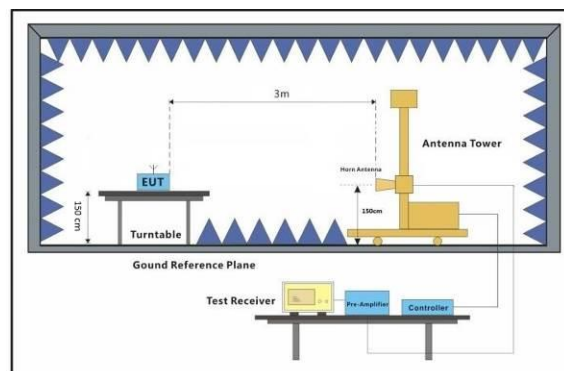 3m
Antenna Tower
Horn Antenna
EUT
150 cm
150cm
Turntable
Gound Reference Plane
Test Receiver
Pre-Amplifier
Controller